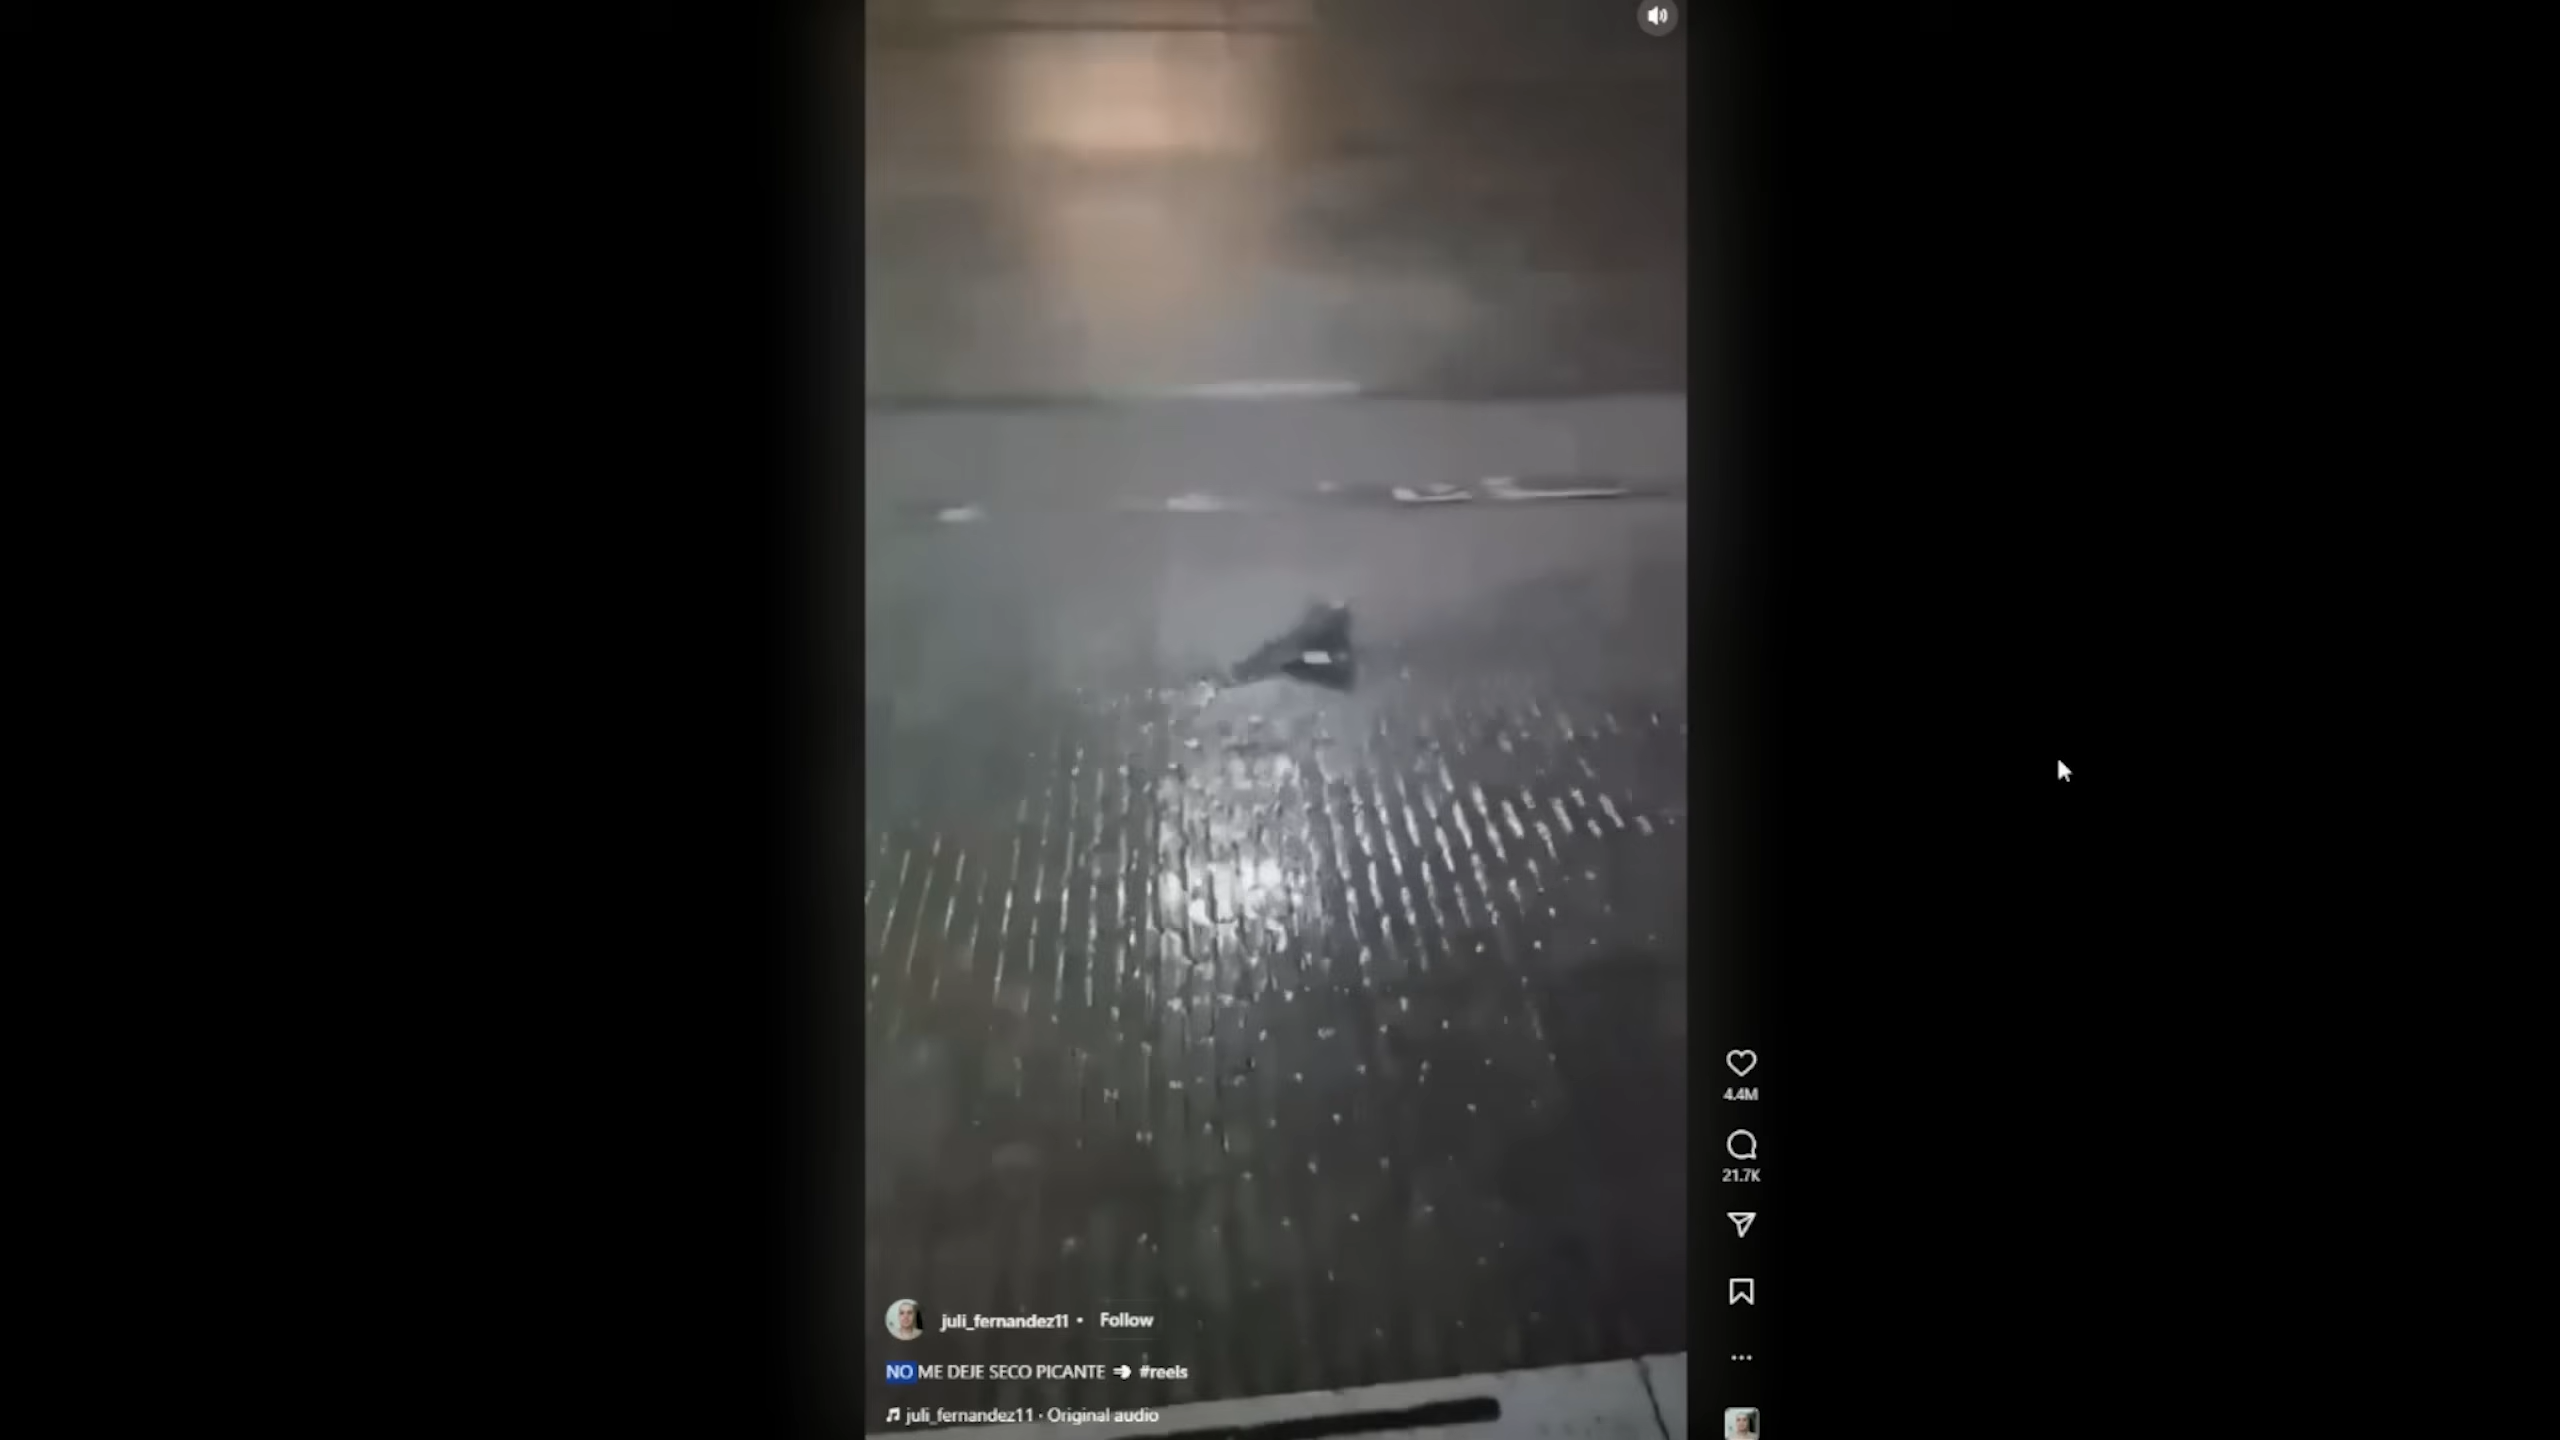 4.4M
21.7K
juli_fernandez11 • Follow
NO ME DEJE SECO PICANTE #reels
juli_fernandez11 · Original audio